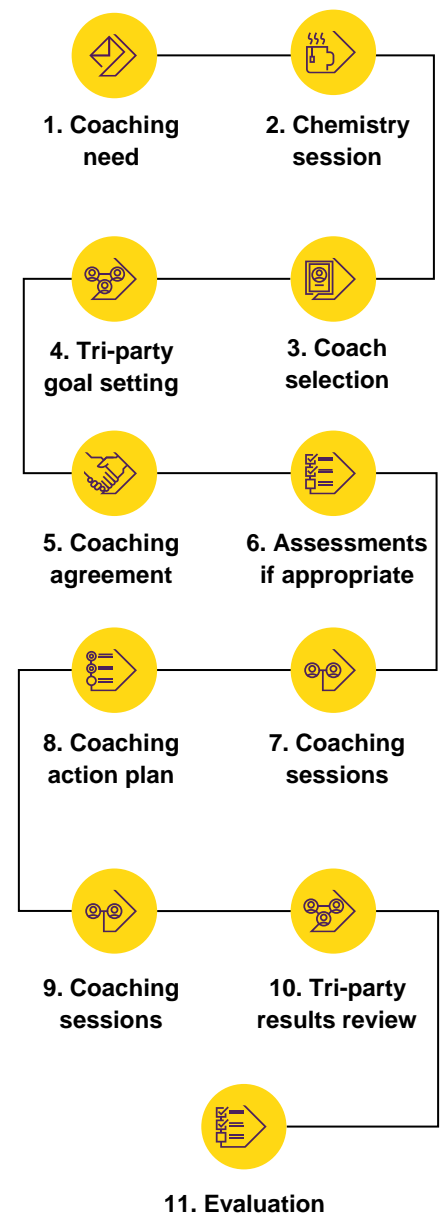 1. Coaching
need
2. Chemistry
session
3. Coach
selection
4. Tri-party
goal setting
5. Coaching
agreement
6. Assessments
if appropriate
7. Coaching
sessions
8. Coaching
action plan
9. Coaching
sessions
10. Tri-party
results review
11. Evaluation